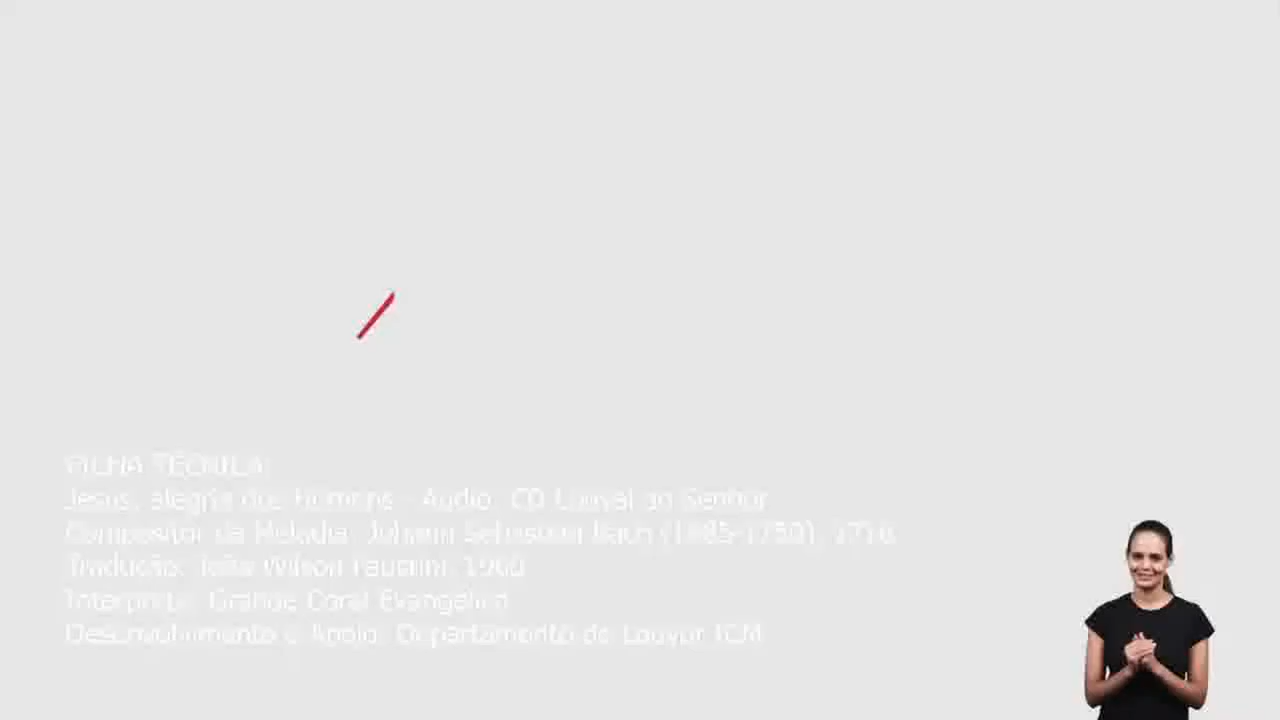 FICHA TÉCNICA:
Jesus, alegria dos Homens - Áudio: CD Louvai ao Senhor
Compositor da Melodia: Johann Sebastian Bach (1685-1750), 1716
Tradução: João Wilson Faustini, 1960
Intérprete: Grande Coral Evangélico
Desenvolvimento e Apoio: Departamento de Louvor ICM